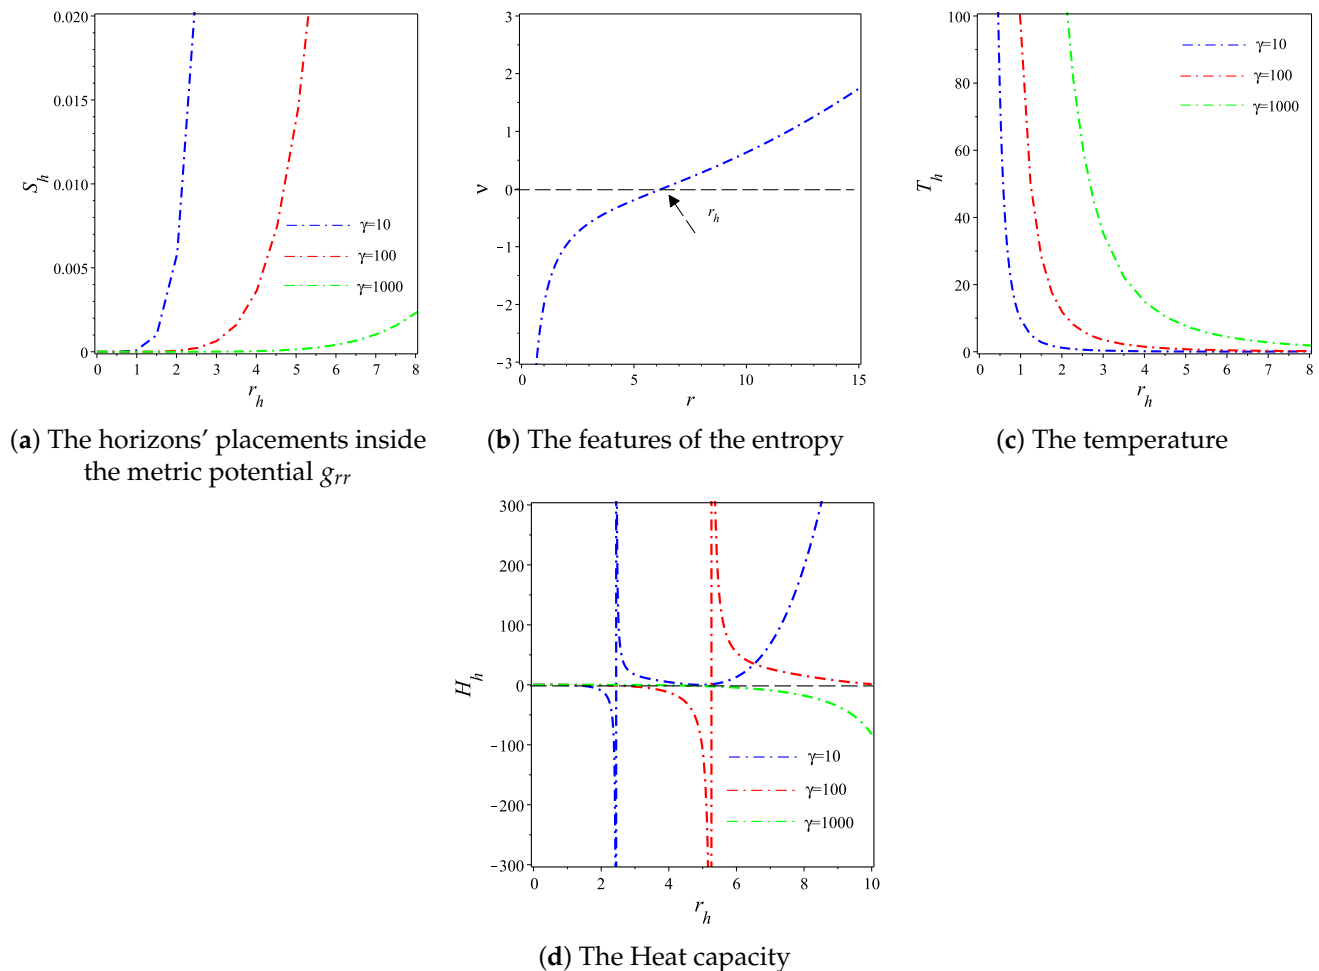 0.020
0.015
0.010
0.005
0
S_h
γ=10
γ=100
γ=1000
0 1 2 3 4 5 6 7 8
r_h
(a) The horizons’ placements inside
the metric potential g_rr
3
2
1
0
−1
−2
−3
ν
r_h
5 10 15
r
(b) The features of the entropy
100
80
60
40
20
0
T_h
γ=10
γ=100
γ=1000
1 2 3 4 5 6 7 8
r_h
(c) The temperature
300
200
100
0
−100
−200
−300
H_h
γ=10
γ=100
γ=1000
0 2 4 6 8 10
r_h
(d) The Heat capacity